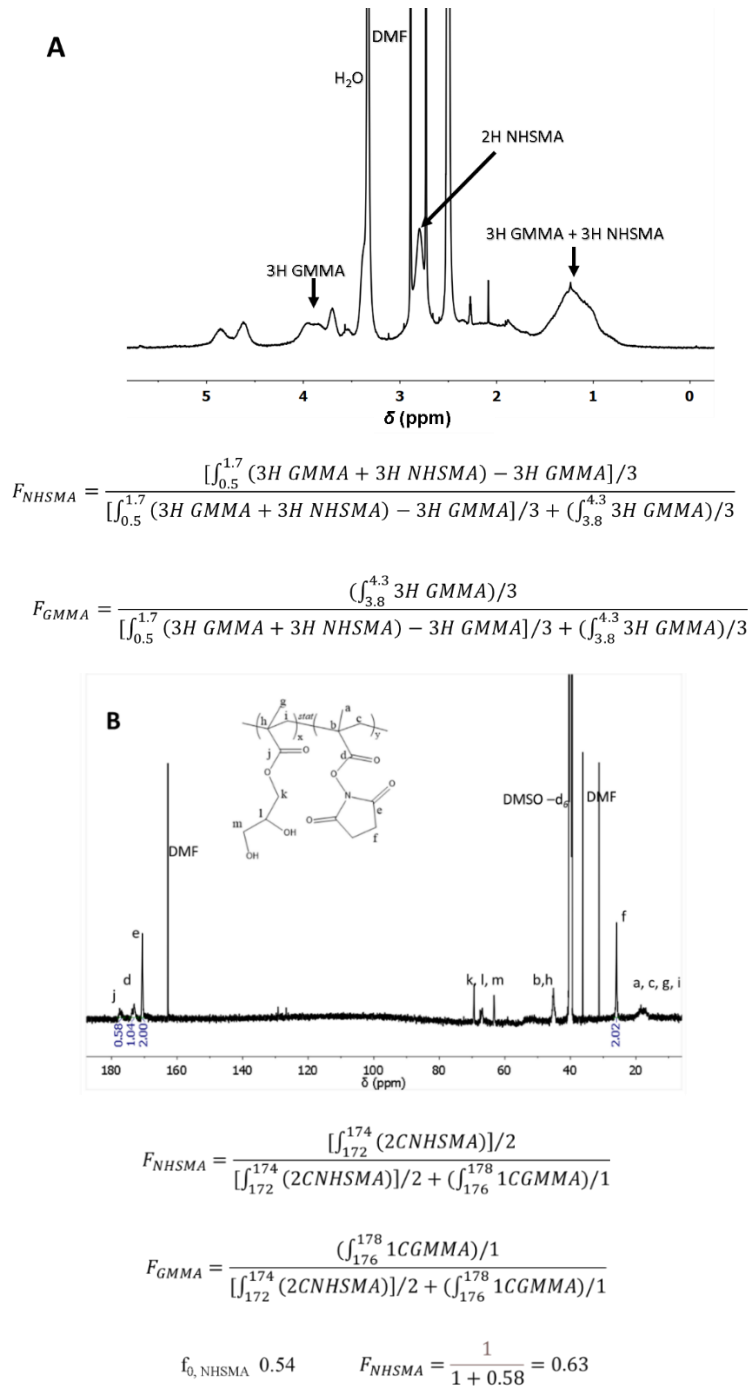 A
H₂O
DMF
2H NHSMA
3H GMMA + 3H NHSMA
3H GMMA
5 4 3 2 1 0
δ (ppm)
F_NHSMA = [∫_0.5^1.7 (3H GMMA + 3H NHSMA) − 3H GMMA]/3 / [∫_0.5^1.7 (3H GMMA + 3H NHSMA) − 3H GMMA]/3 + (∫_3.8^4.3 3H GMMA)/3
F_GMMA = (∫_3.8^4.3 3H GMMA)/3 / [∫_0.5^1.7 (3H GMMA + 3H NHSMA) − 3H GMMA]/3 + (∫_3.8^4.3 3H GMMA)/3
B
g a
h i stat b c
x y
j O d O
O O
k N O
l e
m OH O f
OH
DMSO –d₆
DMF
DMF
e
f
d
j
k, l, m
b,h
a, c, g, i
0.58 1.04 2.00 2.02
180 160 140 120 100 80 60 40 20
δ (ppm)
F_NHSMA = [∫_172^174 (2CNHSMA)]/2 / [∫_172^174 (2CNHSMA)]/2 + (∫_176^178 1CGMMA)/1
F_GMMA = (∫_176^178 1CGMMA)/1 / [∫_172^174 (2CNHSMA)]/2 + (∫_176^178 1CGMMA)/1
f₀, NHSMA 0.54 F_NHSMA = 1 / 1 + 0.58 = 0.63